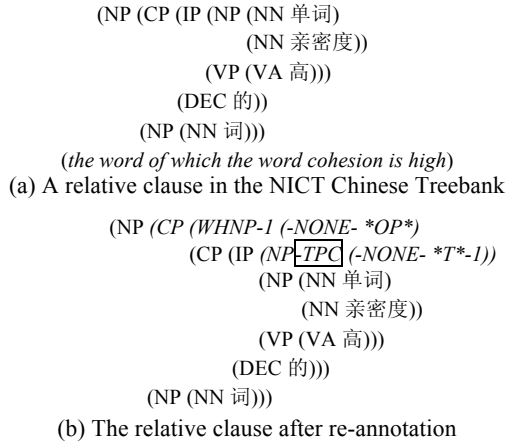 (NP (CP (IP (NP (NN 单词)
(NN 亲密度))
(VP (VA 高)))
(DEC 的))
(NP (NN 词)))
(the word of which the word cohesion is high)
(a) A relative clause in the NICT Chinese Treebank
(NP (CP (WHNP-1 (-NONE- *OP*)
(CP (IP (NP-TPC (-NONE- *T*-1))
(NP (NN 单词)
(NN 亲密度))
(VP (VA 高)))
(DEC 的)))
(NP (NN 词)))
(b) The relative clause after re-annotation